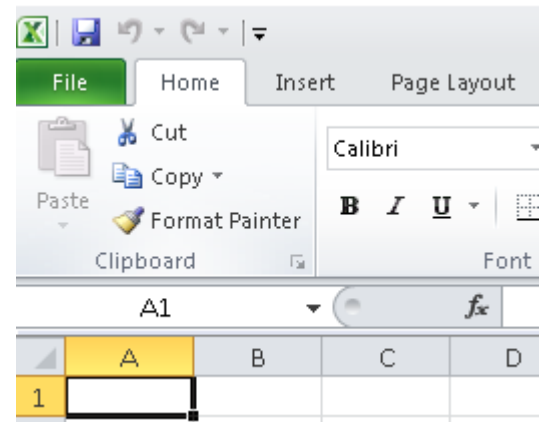 File Home Insert Page Layout
Cut
Calibri
Copy
Paste
Format Painter
B I U
Clipboard Font
A1 fx
A B C D
1